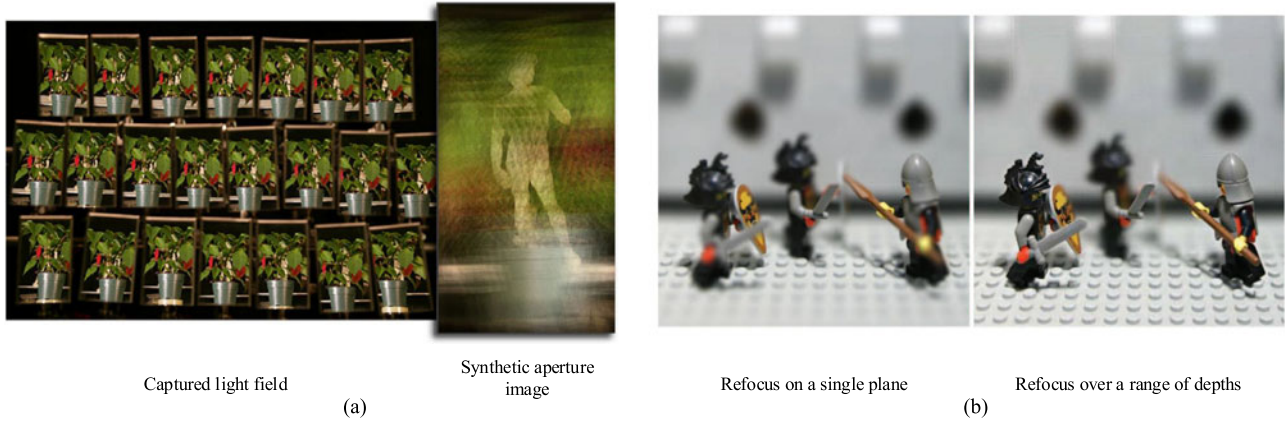 Captured light field
Synthetic aperture
image
(a)
Refocus on a single plane
Refocus over a range of depths
(b)